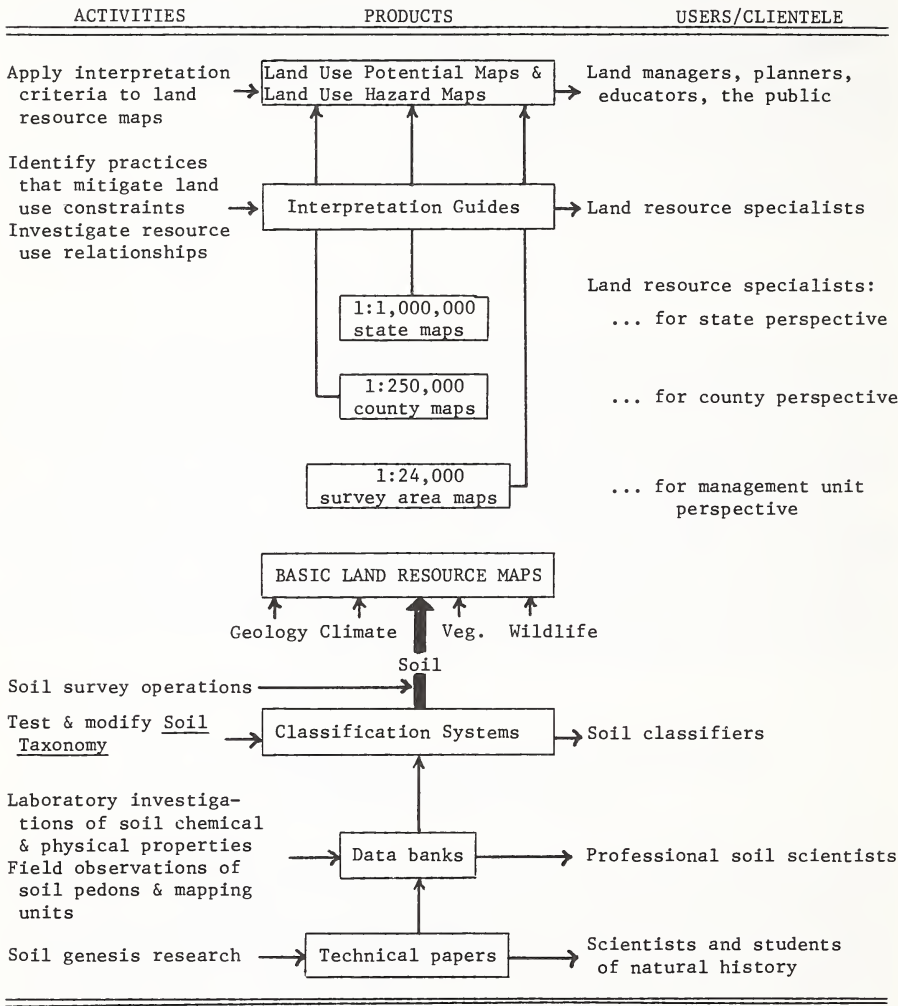 ACTIVITIES PRODUCTS USERS/CLIENTELE
Apply interpretation
criteria to land
resource maps
Land Use Potential Maps &
Land Use Hazard Maps
Land managers, planners,
educators, the public
Identify practices
that mitigate land
use constraints
Investigate resource
use relationships
Interpretation Guides
Land resource specialists
Land resource specialists:
1:1,000,000
state maps
... for state perspective
1:250,000
county maps
... for county perspective
1:24,000
survey area maps
... for management unit
perspective
BASIC LAND RESOURCE MAPS
Geology Climate Veg. Wildlife
Soil
Soil survey operations
Test & modify Soil
Taxonomy
Classification Systems
Soil classifiers
Laboratory investiga-
tions of soil chemical
& physical properties
Field observations of
soil pedons & mapping
units
Data banks
Professional soil scientists
Soil genesis research
Technical papers
Scientists and students
of natural history